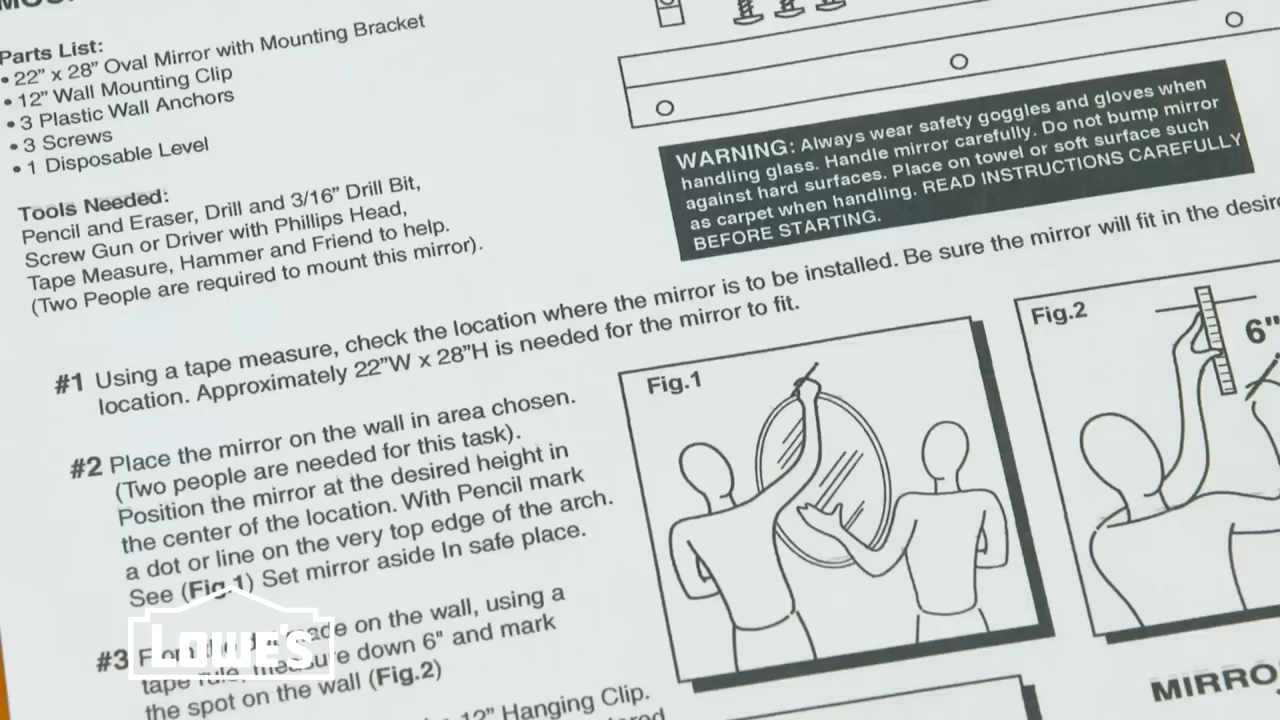 Parts List:
• 22” x 28” Oval Mirror with Mounting Bracket
• 12” Wall Mounting Clip
• 3 Plastic Wall Anchors
• 3 Screws
• 1 Disposable Level
Tools Needed:
Pencil and Eraser, Drill and 3/16” Drill Bit,
Screw Gun or Driver with Phillips Head,
Tape Measure, Hammer and Friend to help.
(Two People are required to mount this mirror).
WARNING: Always wear safety goggles and gloves when
handling glass. Handle mirror carefully. Do not bump mirror
against hard surfaces. Place on towel or soft surface such
as carpet when handling. READ INSTRUCTIONS CAREFULLY
BEFORE STARTING.
#1 Using a tape measure, check the location where the mirror is to be installed. Be sure the mirror will fit in the
location. Approximately 22”W x 28”H is needed for the mirror to fit.
#2 Place the mirror on the wall in area chosen.
(Two people are needed for this task).
Position the mirror at the desired height in
the center of the location. With Pencil mark
a dot or line on the very top edge of the arch.
See (Fig.1) Set mirror aside In safe place.
Fig.1
Fig.2
6"
#3 on the wall, using a
tape rule, measure down 6" and mark
the spot on the wall (Fig.2)
12” Hanging Clip.
LOWE'S